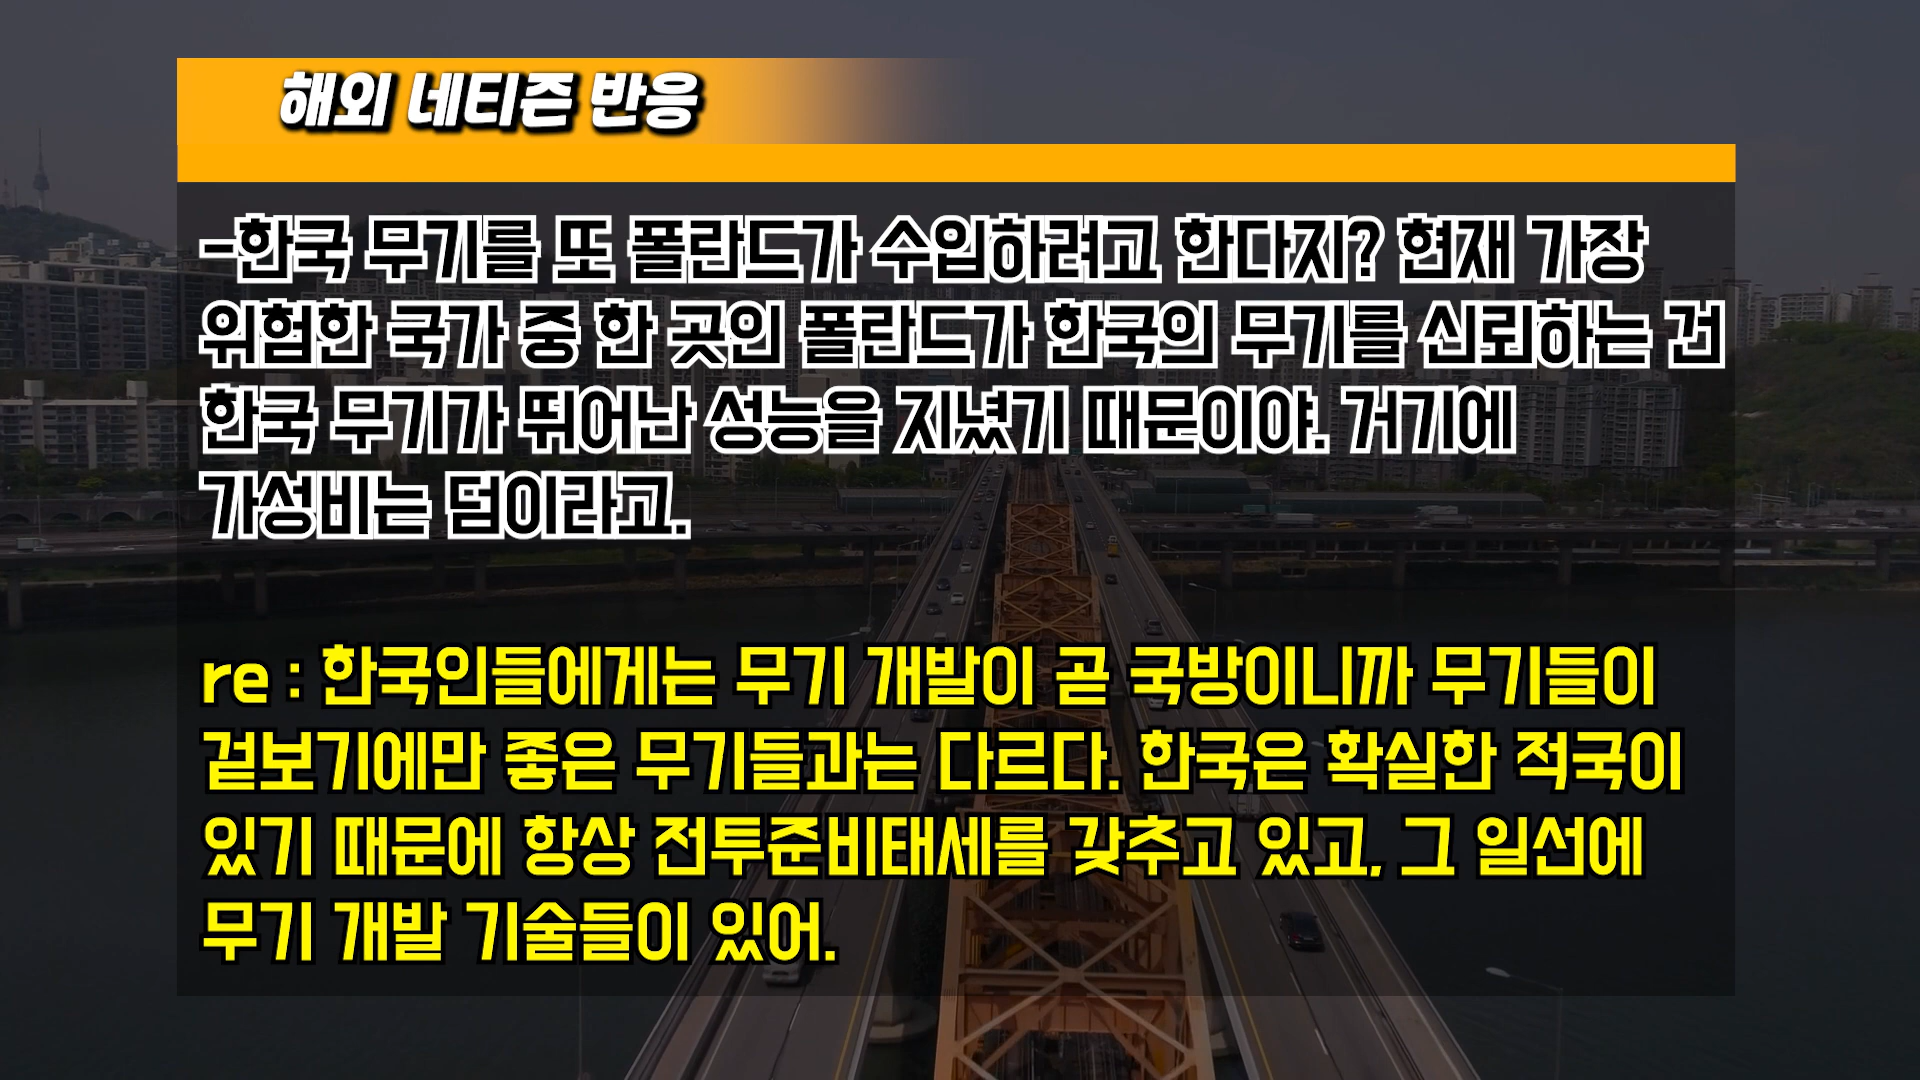 해외 네티즌 반응
-한국 무기를 또 폴란드가 수입하려고 한다지? 현재 가장
위험한 국가 중 한 곳인 폴란드가 한국의 무기를 신뢰하는 건
한국 무기가 뛰어난 성능을 지녔기 때문이야. 거기에
가성비는 덤이라고.
re : 한국인들에게는 무기 개발이 곧 국방이니까 무기들이
겉보기에만 좋은 무기들과는 다르다. 한국은 확실한 적국이
있기 때문에 항상 전투준비태세를 갖추고 있고, 그 일선에
무기 개발 기술들이 있어.